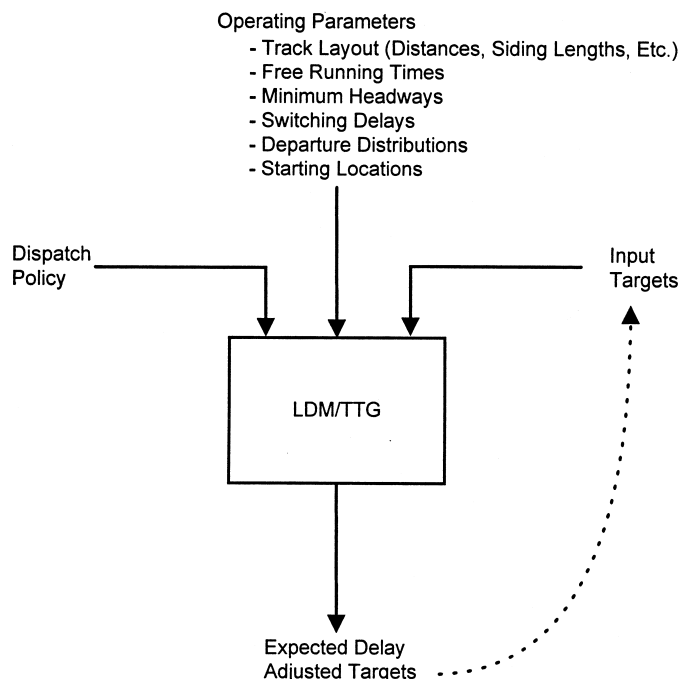 Operating Parameters
- Track Layout (Distances, Siding Lengths, Etc.)
- Free Running Times
- Minimum Headways
- Switching Delays
- Departure Distributions
- Starting Locations
Dispatch
Policy
Input
Targets
LDM/TTG
Expected Delay
Adjusted Targets